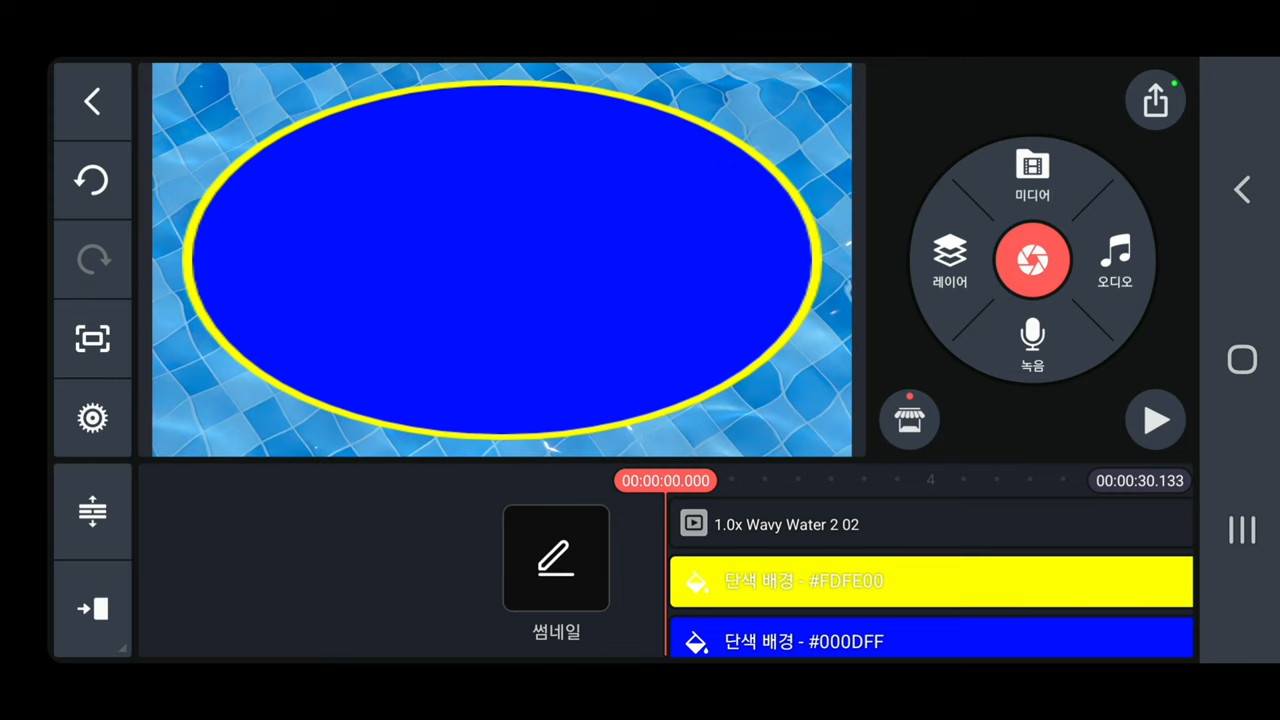 미디어
레이어
오디오
녹음
00:00:00.000
4
00:00:30.133
1.0x Wavy Water 2 02
단색 배경 - #FDFE00
썸네일
단색 배경 - #000DFF